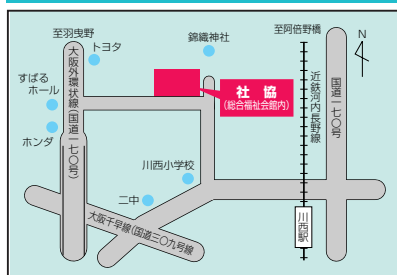 至羽曳野
トヨタ
錦織神社
至阿倍野橋
N
大阪外環状線(国道一七〇号)
すばる
ホール
ホンダ
社 協
(総合福祉会館内)
近鉄河内長野線
国道一七〇号
川西小学校
二中
大阪千早線(国道三〇九号線)
川西駅